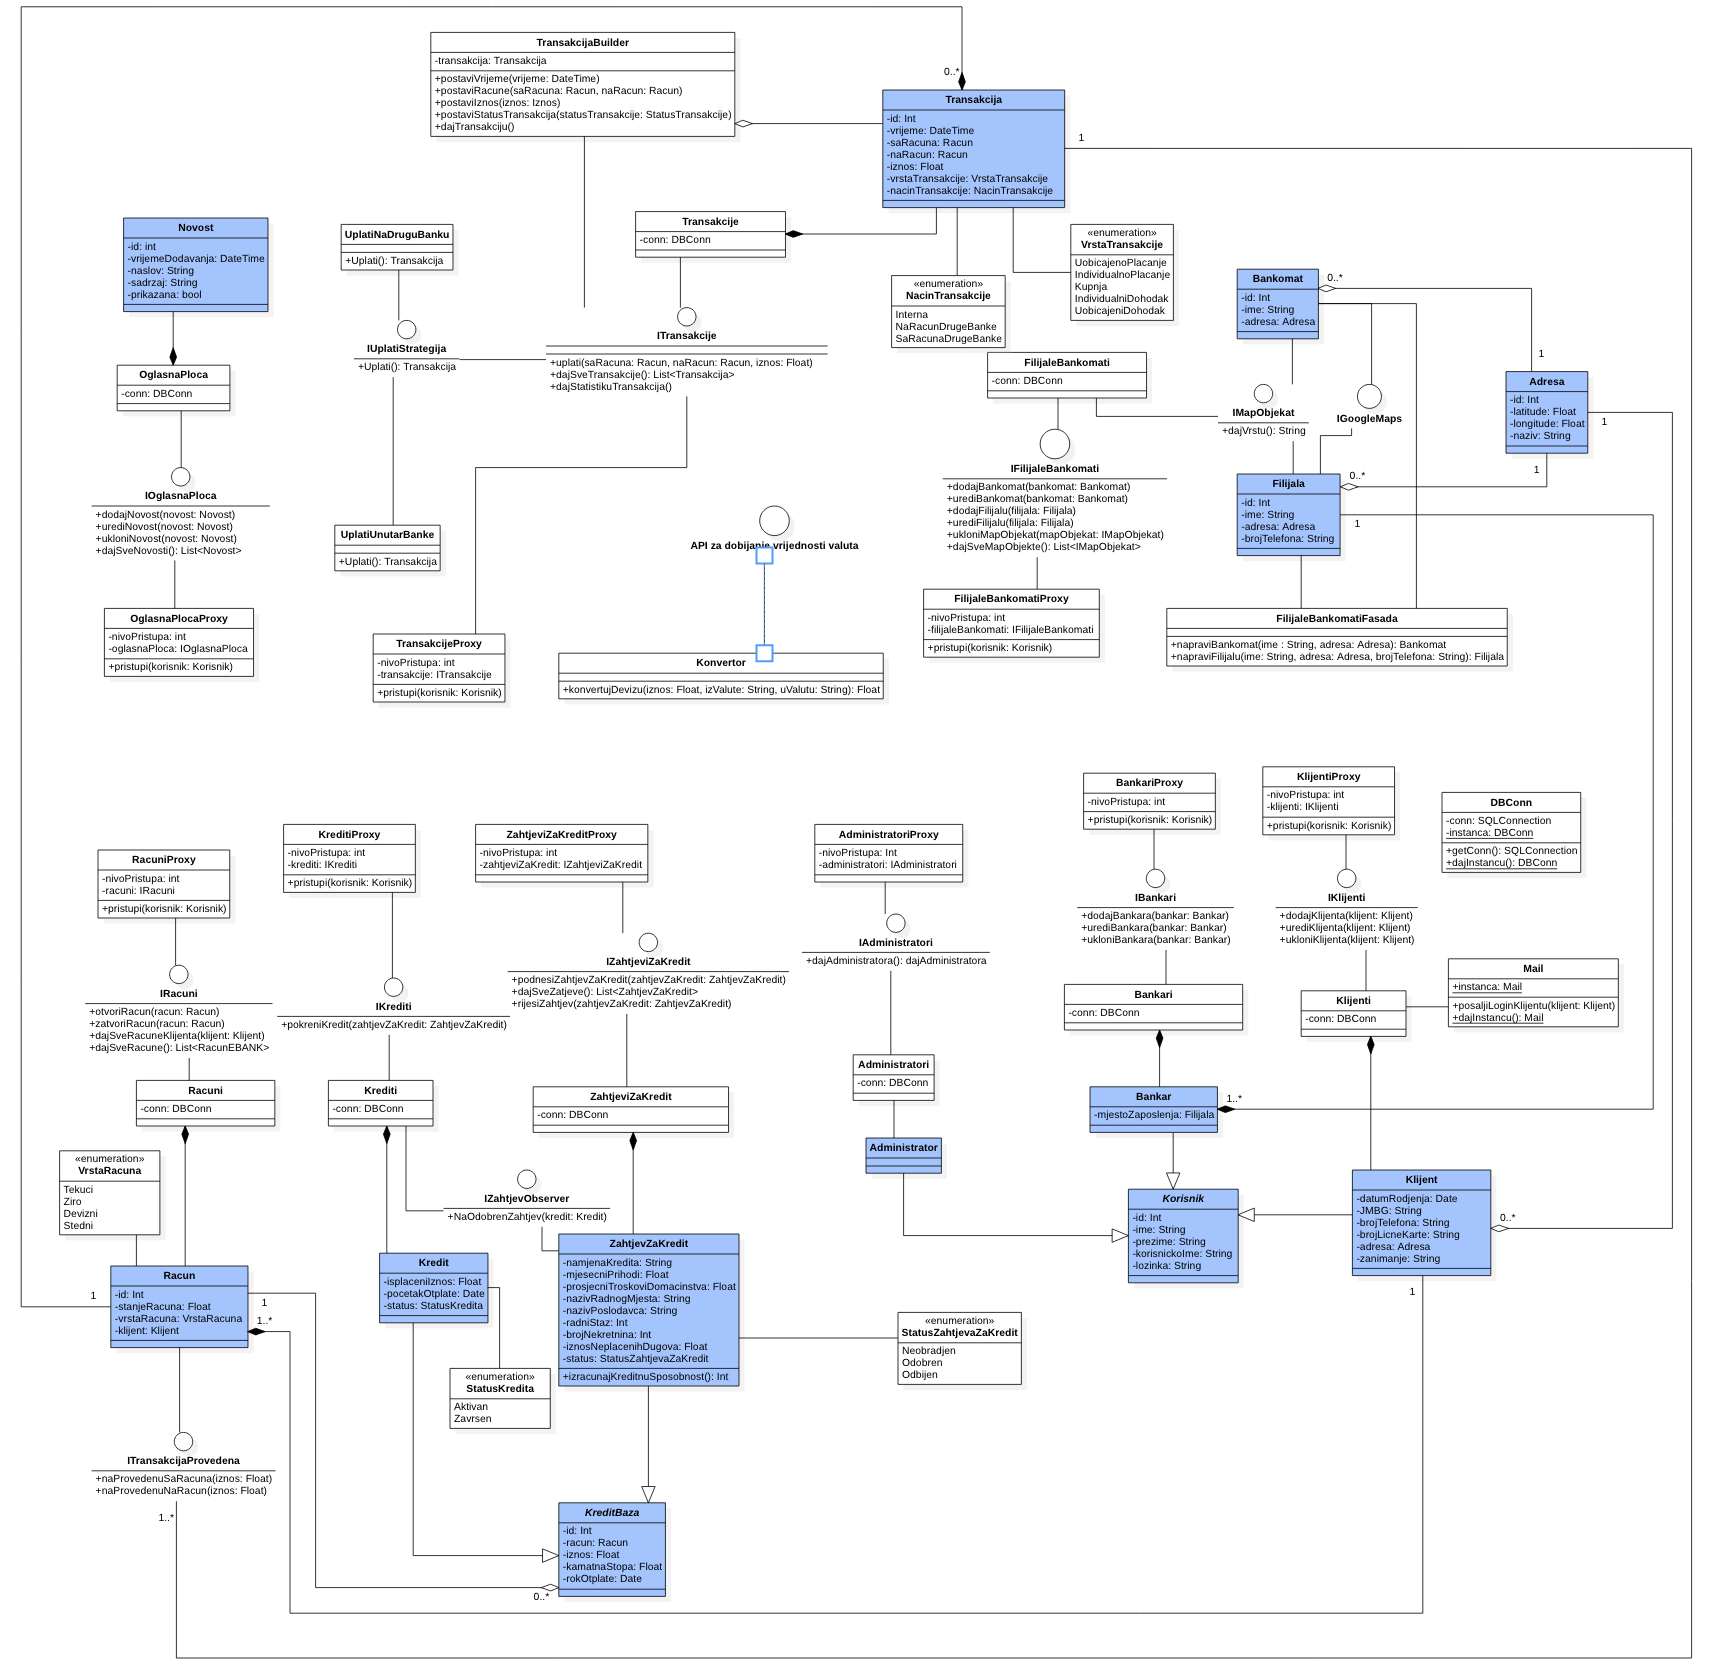 TransakcijaBuilder
-transakcija: Transakcija
+postaviVrijeme(vrijeme: DateTime)
+postaviRacune(saRacuna: Racun, naRacun: Racun)
+postaviIznos(iznos: Iznos)
+postaviStatusTransakcija(statusTransakcije: StatusTransakcije)
+dajTransakciju()
0..*
Transakcija
-id: Int
-vrijeme: DateTime
-saRacuna: Racun
-naRacun: Racun
-iznos: Float
-vrstaTransakcije: VrstaTransakcije
-nacinTransakcije: NacinTransakcije
1
Novost
-id: int
-vrijemeDodavanja: DateTime
-naslov: String
-sadrzaj: String
-prikazana: bool
UplatiNaDruguBanku
+Uplati(): Transakcija
Transakcije
-conn: DBConn
«enumeration»
VrstaTransakcije
UobicajenoPlacanje
IndividualnoPlacanje
Kupnja
IndividualniDohodak
UobicajeniDohodak
«enumeration»
NacinTransakcije
Interna
NaRacunDrugeBanke
SaRacunaDrugeBanke
Bankomat
-id: Int
-ime: String
-adresa: Adresa
0..*
1
OglasnaPloca
-conn: DBConn
IUplatiStrategija
+Uplati(): Transakcija
ITransakcije
+uplati(saRacuna: Racun, naRacun: Racun, iznos: Float)
+dajSveTransakcije(): List<Transakcija>
+dajStatistikuTransakcija()
FilijaleBankomati
-conn: DBConn
IMapObjekat
+dajVrstu(): String
IGoogleMaps
Adresa
-id: Int
-latitude: Float
-longitude: Float
-naziv: String
1
1
IOglasnaPloca
+dodajNovost(novost: Novost)
+urediNovost(novost: Novost)
+ukloniNovost(novost: Novost)
+dajSveNovosti(): List<Novost>
IFilijaleBankomati
+dodajBankomat(bankomat: Bankomat)
+urediBankomat(bankomat: Bankomat)
+dodajFilijalu(filijala: Filijala)
+urediFilijalu(filijala: Filijala)
+ukloniMapObjekat(mapObjekat: IMapObjekat)
+dajSveMapObjekte(): List<IMapObjekat>
0..*
Filijala
-id: Int
-ime: String
-adresa: Adresa
-brojTelefona: String
1
UplatiUnutarBanke
+Uplati(): Transakcija
API za dobijanje vrijednosti valuta
OglasnaPlocaProxy
-nivoPristupa: int
-oglasnaPloca: IOglasnaPloca
+pristupi(korisnik: Korisnik)
TransakcijeProxy
-nivoPristupa: int
-transakcije: ITransakcije
+pristupi(korisnik: Korisnik)
Konvertor
+konvertujDevizu(iznos: Float, izValute: String, uValutu: String): Float
FilijaleBankomatiProxy
-nivoPristupa: int
-filijaleBankomati: IFilijaleBankomati
+pristupi(korisnik: Korisnik)
FilijaleBankomatiFasada
+napraviBankomat(ime : String, adresa: Adresa): Bankomat
+napraviFilijalu(ime: String, adresa: Adresa, brojTelefona: String): Filijala
RacuniProxy
-nivoPristupa: int
-racuni: IRacuni
+pristupi(korisnik: Korisnik)
KreditiProxy
-nivoPristupa: int
-krediti: IKrediti
+pristupi(korisnik: Korisnik)
ZahtjeviZaKreditProxy
-nivoPristupa: int
-zahtjeviZaKredit: IZahtjeviZaKredit
AdministratoriProxy
-nivoPristupa: Int
-administratori: IAdministratori
BankariProxy
-nivoPristupa: int
+pristupi(korisnik: Korisnik)
KlijentiProxy
-nivoPristupa: int
-klijenti: IKlijenti
+pristupi(korisnik: Korisnik)
DBConn
-conn: SQLConnection
-instanca: DBConn
+getConn(): SQLConnection
+dajInstancu(): DBConn
IRacuni
+otvoriRacun(racun: Racun)
+zatvoriRacun(racun: Racun)
+dajSveRacuneKlijenta(klijent: Klijent)
+dajSveRacune(): List<RacunEBANK>
IKrediti
+pokreniKredit(zahtjevZaKredit: ZahtjevZaKredit)
IZahtjeviZaKredit
+podnesiZahtjevZaKredit(zahtjevZaKredit: ZahtjevZaKredit)
+dajSveZatjeve(): List<ZahtjevZaKredit>
+rijesiZahtjev(zahtjevZaKredit: ZahtjevZaKredit)
IAdministratori
+dajAdministratora(): dajAdministratora
IBankari
+dodajBankara(bankar: Bankar)
+urediBankara(bankar: Bankar)
+ukloniBankara(bankar: Bankar)
IKlijenti
+dodajKlijenta(klijent: Klijent)
+urediKlijenta(klijent: Klijent)
+ukloniKlijenta(klijent: Klijent)
Racuni
-conn: DBConn
Krediti
-conn: DBConn
ZahtjeviZaKredit
-conn: DBConn
Administratori
-conn: DBConn
Bankari
-conn: DBConn
Klijenti
-conn: DBConn
Mail
+instanca: Mail
+posaljiLoginKlijentu(klijent: Klijent)
+dajInstancu(): Mail
«enumeration»
VrstaRacuna
Tekuci
Ziro
Devizni
Stedni
IZahtjevObserver
+NaOdobrenZahtjev(kredit: Kredit)
Administrator
Bankar
-mjestoZaposlenja: Filijala
1..*
Korisnik
-id: Int
-ime: String
-prezime: String
-korisnickoIme: String
-lozinka: String
Klijent
-datumRodjenja: Date
-JMBG: String
-brojTelefona: String
-brojLicneKarte: String
-adresa: Adresa
-zanimanje: String
0..*
1
1
Racun
-id: Int
-stanjeRacuna: Float
-vrstaRacuna: VrstaRacuna
-klijent: Klijent
1
1..*
Kredit
-isplaceniIznos: Float
-pocetakOtplate: Date
-status: StatusKredita
ZahtjevZaKredit
-namjenaKredita: String
-mjesecniPrihodi: Float
-prosjecniTroskoviDomacinstva: Float
-nazivRadnogMjesta: String
-nazivPoslodavca: String
-radniStaz: Int
-brojNekretnina: Int
-iznosNeplacenihDugova: Float
-status: StatusZahtjevaZaKredit
+izracunajKreditnuSposobnost(): Int
«enumeration»
StatusZahtjevaZaKredit
Neobradjen
Odobren
Odbijen
«enumeration»
StatusKredita
Aktivan
Zavrsen
ITransakcijaProvedena
+naProvedenuSaRacuna(iznos: Float)
+naProvedenuNaRacun(iznos: Float)
1..*
KreditBaza
-id: Int
-racun: Racun
-iznos: Float
-kamatnaStopa: Float
-rokOtplate: Date
0..*